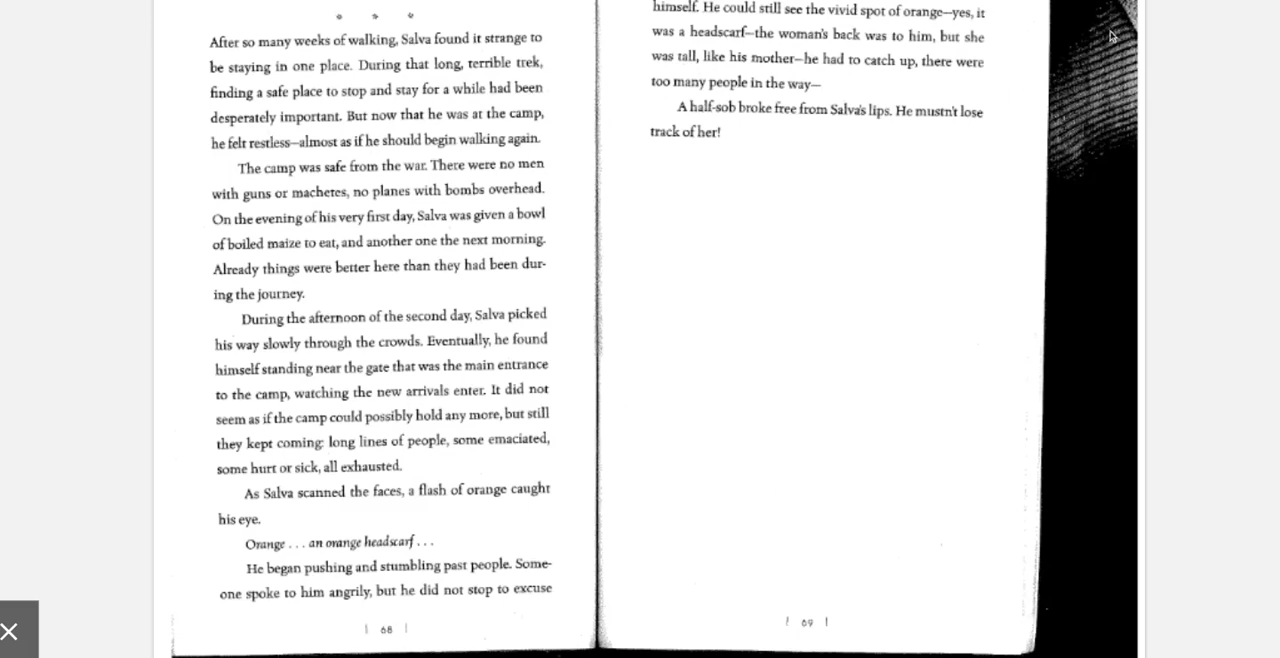 After so many weeks of walking, Salva found it strange to
be staying in one place. During that long, terrible trek,
finding a safe place to stop and stay for a while had been
desperately important. But now that he was at the camp,
he felt restless—almost as if he should begin walking again.
The camp was safe from the war. There were no men
with guns or machetes, no planes with bombs overhead.
On the evening of his very first day, Salva was given a bowl
of boiled maize to eat, and another one the next morning.
Already things were better here than they had been dur-
ing the journey.
During the afternoon of the second day, Salva picked
his way slowly through the crowds. Eventually, he found
himself standing near the gate that was the main entrance
to the camp, watching the new arrivals enter. It did not
seem as if the camp could possibly hold any more, but still
they kept coming: long lines of people, some emaciated,
some hurt or sick, all exhausted.
As Salva scanned the faces, a flash of orange caught
his eye.
Orange . . . an orange headscarf . . .
He began pushing and stumbling past people. Some-
one spoke to him angrily, but he did not stop to excuse
| 68 |
himself. He could still see the vivid spot of orange—yes, it
was a headscarf—the woman's back was to him, but she
was tall, like his mother—he had to catch up, there were
too many people in the way—
A half-sob broke free from Salva's lips. He mustn't lose
track of her!
| 69 |